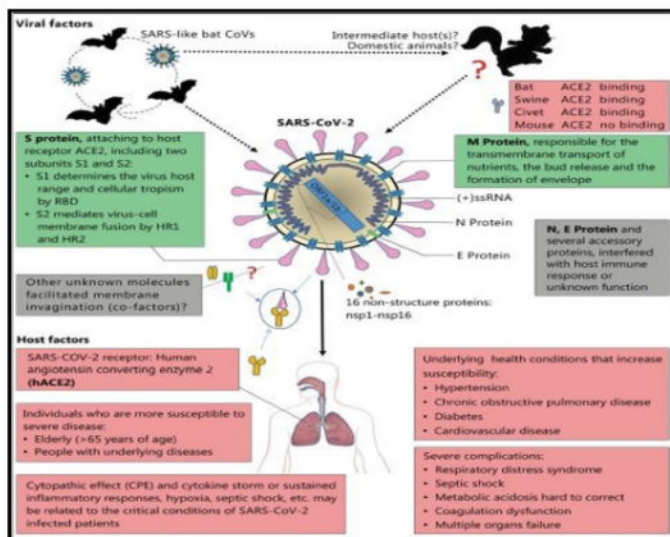 Viral factors
SARS-like bat CoVs
Intermediate host(s)?
Domestic animals?
?
Bat ACE2 binding
Swine ACE2 binding
Civet ACE2 binding
Mouse ACE2 no binding
SARS-CoV-2
S protein, attaching to host
receptor ACE2, including two
subunits S1 and S2:
• S1 determines the virus host
range and cellular tropism
by RBD
• S2 mediates virus-cell
membrane fusion by HR1
and HR2
M Protein, responsible for the
transmembrane transport of
nutrients, the bud release and the
formation of envelope
ORF1a/1b
(+)ssRNA
N Protein
E Protein
N, E Protein and
several accessory
proteins, interfered
with host immune
response or
unknown function
Other unknown molecules
facilitated membrane
invagination (co-factors)?
?
16 non-structure proteins:
nsp1-nsp16
Host factors
SARS-COV-2 receptor: Human
angiotensin converting enzyme 2
(hACE2)
Individuals who are more susceptible to
severe disease:
• Elderly (>65 years of age)
• People with underlying diseases
Cytopathic effect (CPE) and cytokine storm or sustained
inflammatory responses, hypoxia, septic shock, etc. may
be related to the critical conditions of SARS-CoV-2
infected patients
Underlying health conditions that increase
susceptibility:
• Hypertension
• Chronic obstructive pulmonary disease
• Diabetes
• Cardiovascular disease
Severe complications:
• Respiratory distress syndrome
• Septic shock
• Metabolic acidosis hard to correct
• Coagulation dysfunction
• Multiple organs failure